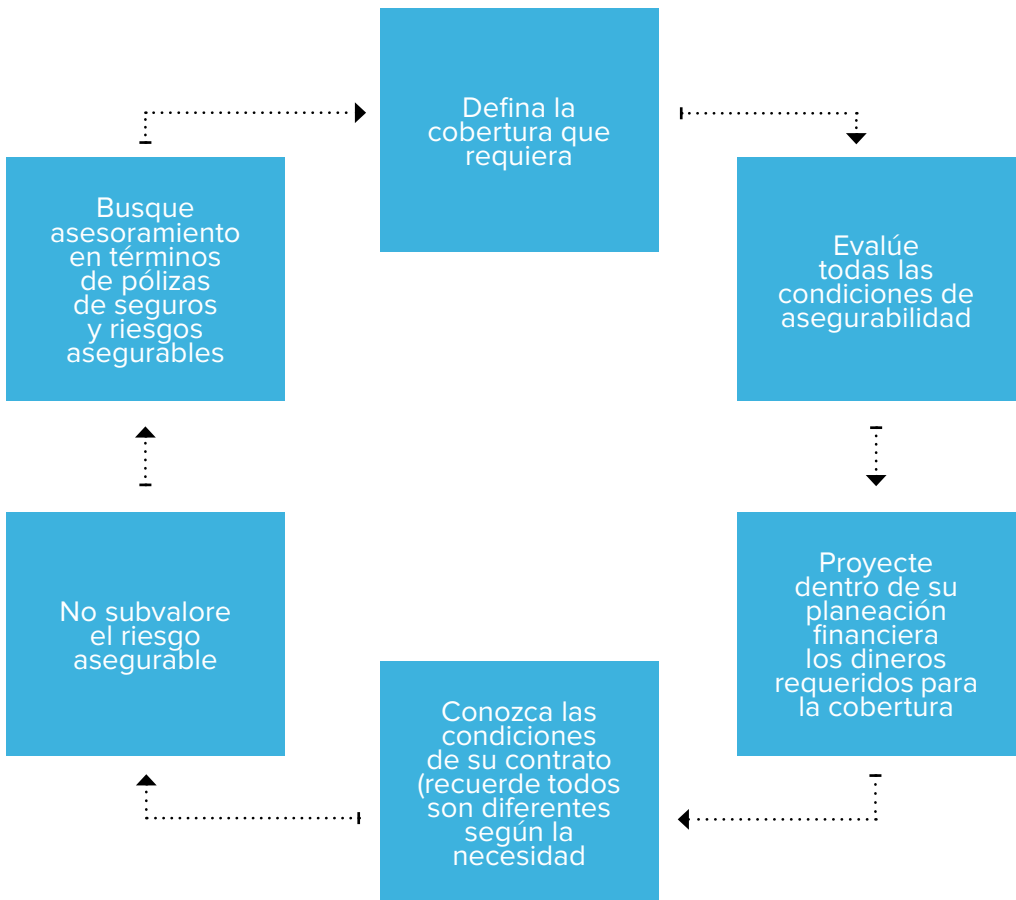 Defina la
cobertura que
requiera
Evalúe
todas las
condiciones de
asegurabilidad
Proyecte
dentro de su
planeación
financiera
los dineros
requeridos para
la cobertura
Conozca las
condiciones
de su contrato
(recuerde todos
son diferentes
según la
necesidad
No subvalore
el riesgo
asegurable
Busque
asesoramiento
en términos
de pólizas
de seguros
y riesgos
asegurables